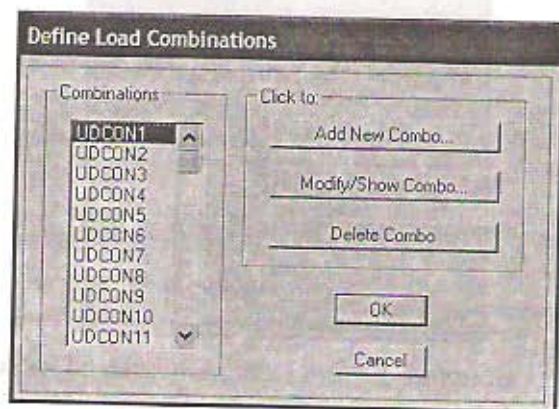 Define Load Combinations
Combinations
UDCON1
UDCON2
UDCON3
UDCON4
UDCON5
UDCON6
UDCON7
UDCON8
UDCON9
UDCON10
UDCON11
Click to:
Add New Combo...
Modify/Show Combo...
Delete Combo
OK
Cancel